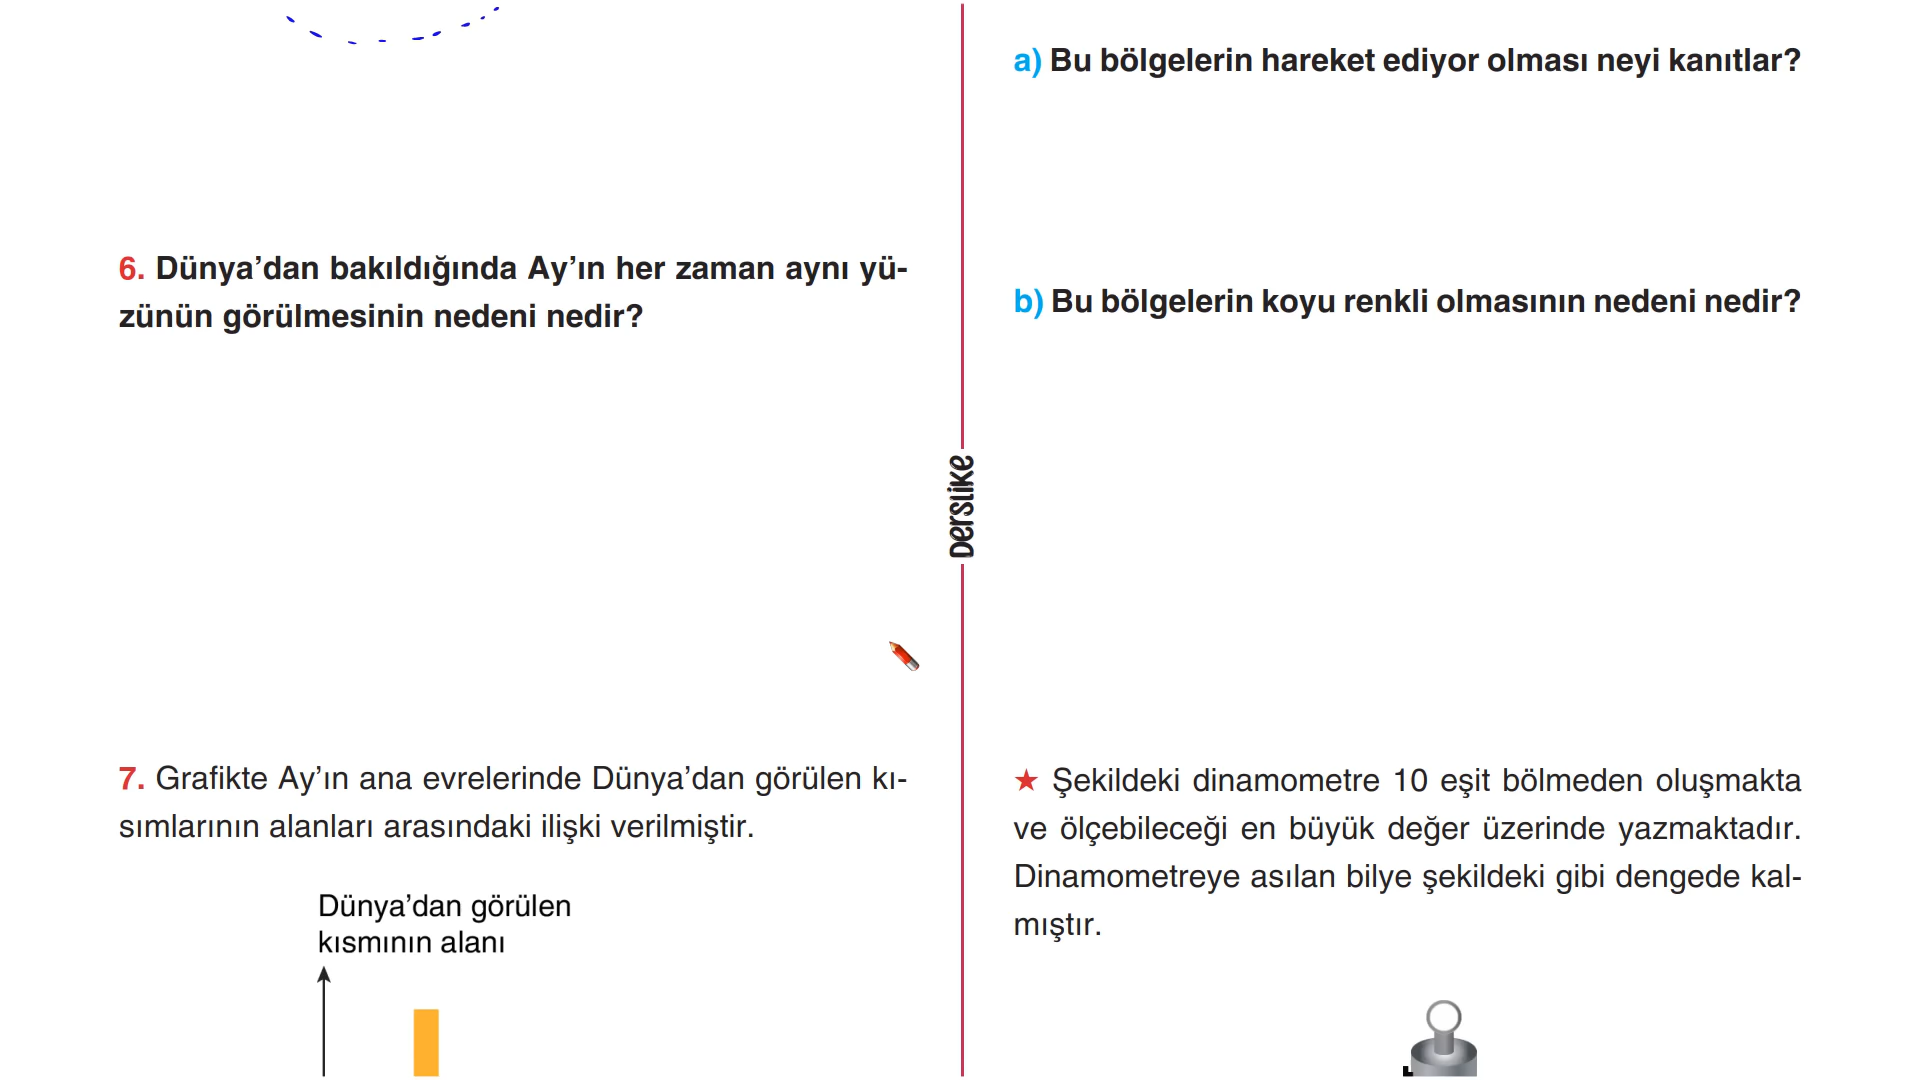 6. Dünya’dan bakıldığında Ay’ın her zaman aynı yü-
zünün görülmesinin nedeni nedir?
7. Grafikte Ay’ın ana evrelerinde Dünya’dan görülen kı-
sımlarının alanları arasındaki ilişki verilmiştir.
Dünya’dan görülen
kısmının alanı
Derslike
a) Bu bölgelerin hareket ediyor olması neyi kanıtlar?
b) Bu bölgelerin koyu renkli olmasının nedeni nedir?
★ Şekildeki dinamometre 10 eşit bölmeden oluşmakta
ve ölçebileceği en büyük değer üzerinde yazmaktadır.
Dinamometreye asılan bilye şekildeki gibi dengede kal-
mıştır.